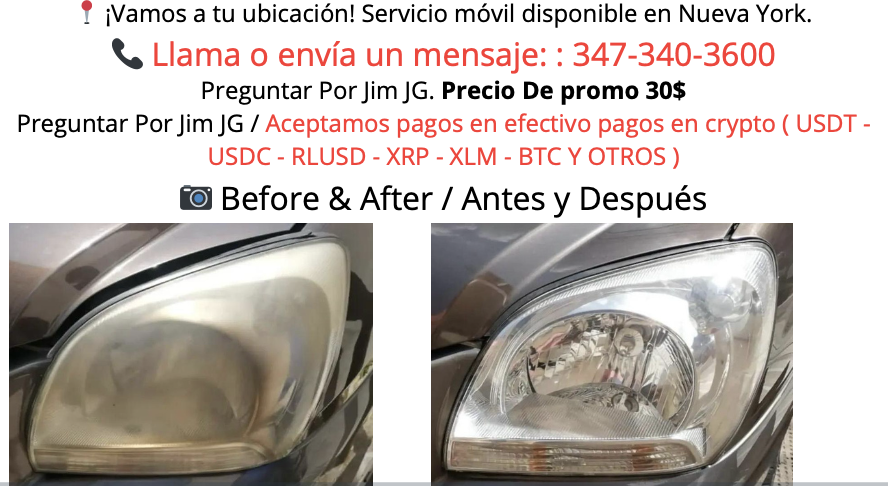 📍 ¡Vamos a tu ubicación! Servicio móvil disponible en Nueva York.
📞 Llama o envía un mensaje: : 347-340-3600
Preguntar Por Jim JG. Precio De promo 30$
Preguntar Por Jim JG / Aceptamos pagos en efectivo pagos en crypto ( USDT -
USDC - RLUSD - XRP - XLM - BTC Y OTROS )
📷 Before & After / Antes y Después